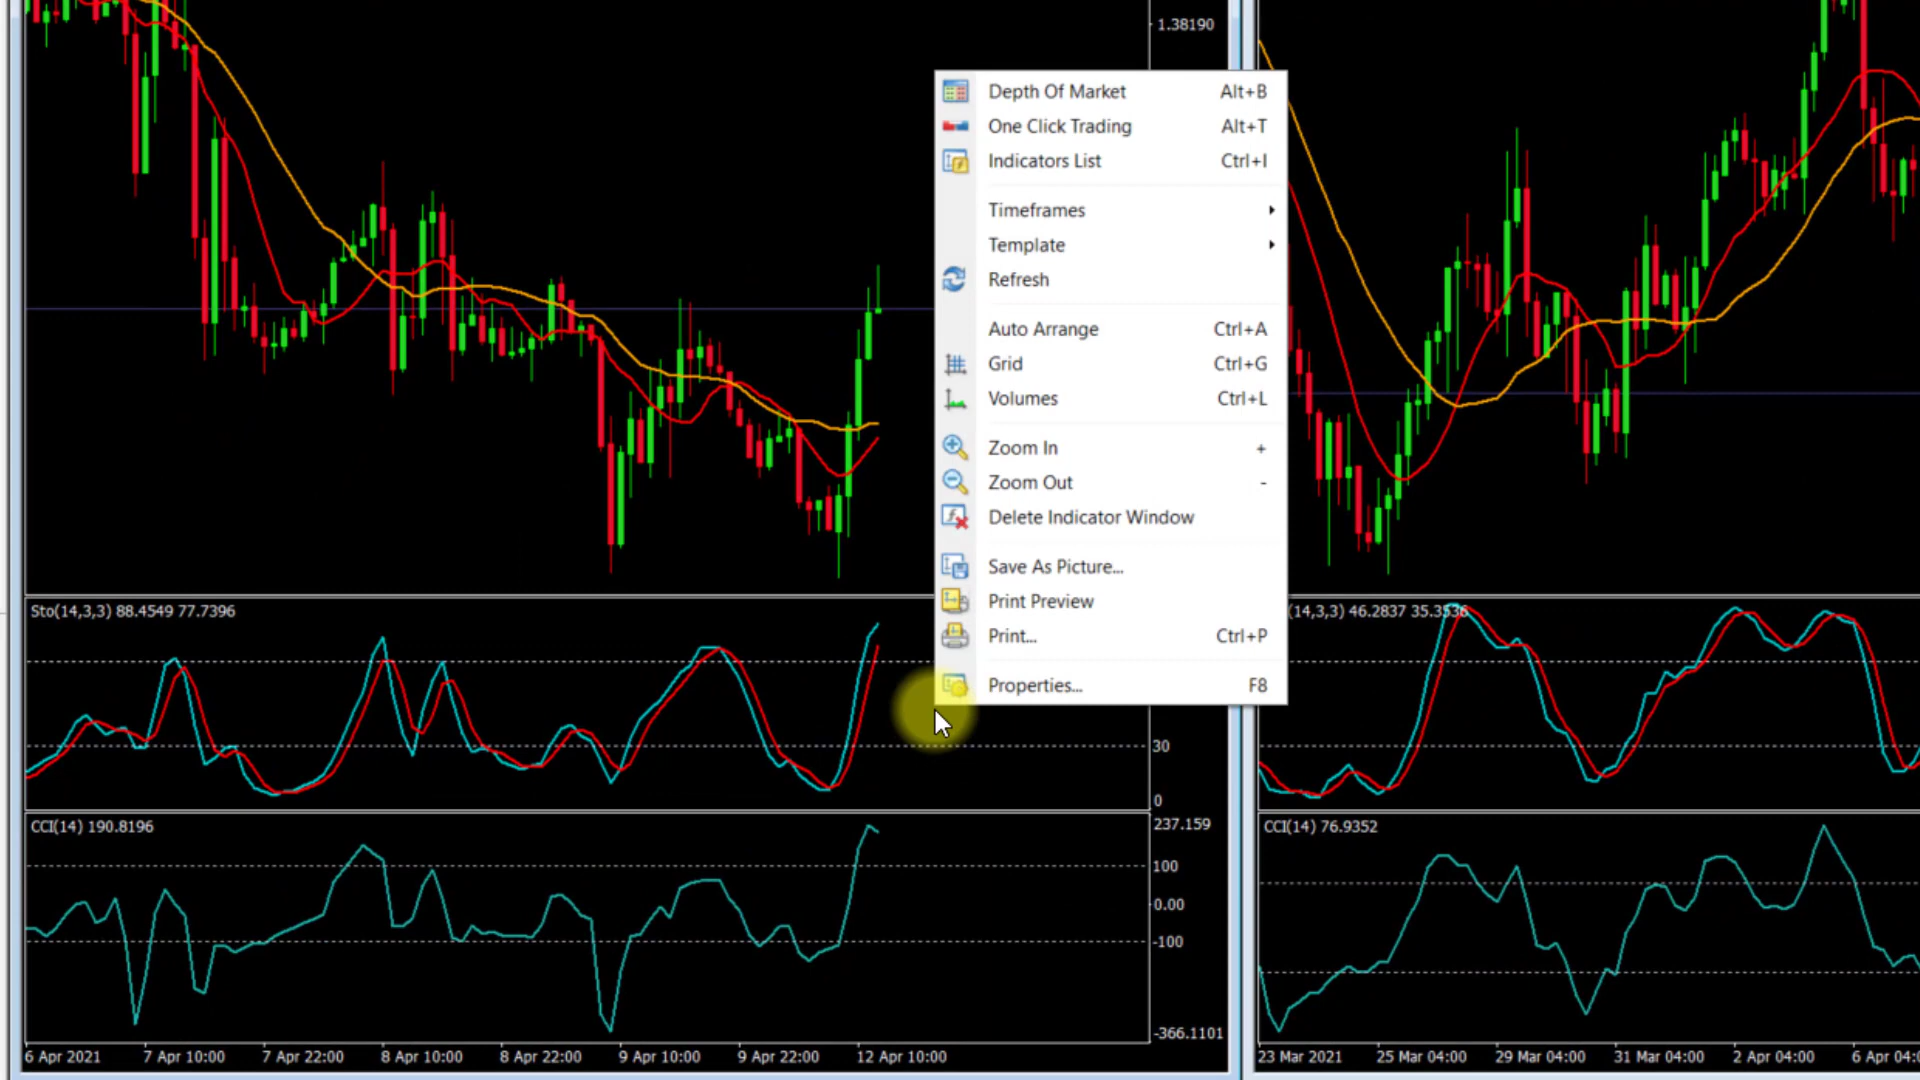 1.38190
Depth Of Market Alt+B
One Click Trading Alt+T
Indicators List Ctrl+I
Timeframes
Template
Refresh
Auto Arrange Ctrl+A
Grid Ctrl+G
Volumes Ctrl+L
Zoom In +
Zoom Out -
Delete Indicator Window
Save As Picture...
Print Preview
Print... Ctrl+P
Properties... F8
Sto(14,3,3) 88.4549 77.7396
30
0
CCI(14) 190.8196
237.159
100
0.00
-100
-366.1101
6 Apr 2021 7 Apr 10:00 7 Apr 22:00 8 Apr 10:00 8 Apr 22:00 9 Apr 10:00 9 Apr 22:00 12 Apr 10:00
(14,3,3) 46.2837 35.3536
CCI(14) 76.9352
23 Mar 2021 25 Mar 04:00 29 Mar 04:00 31 Mar 04:00 2 Apr 04:00 6 Apr 04:0